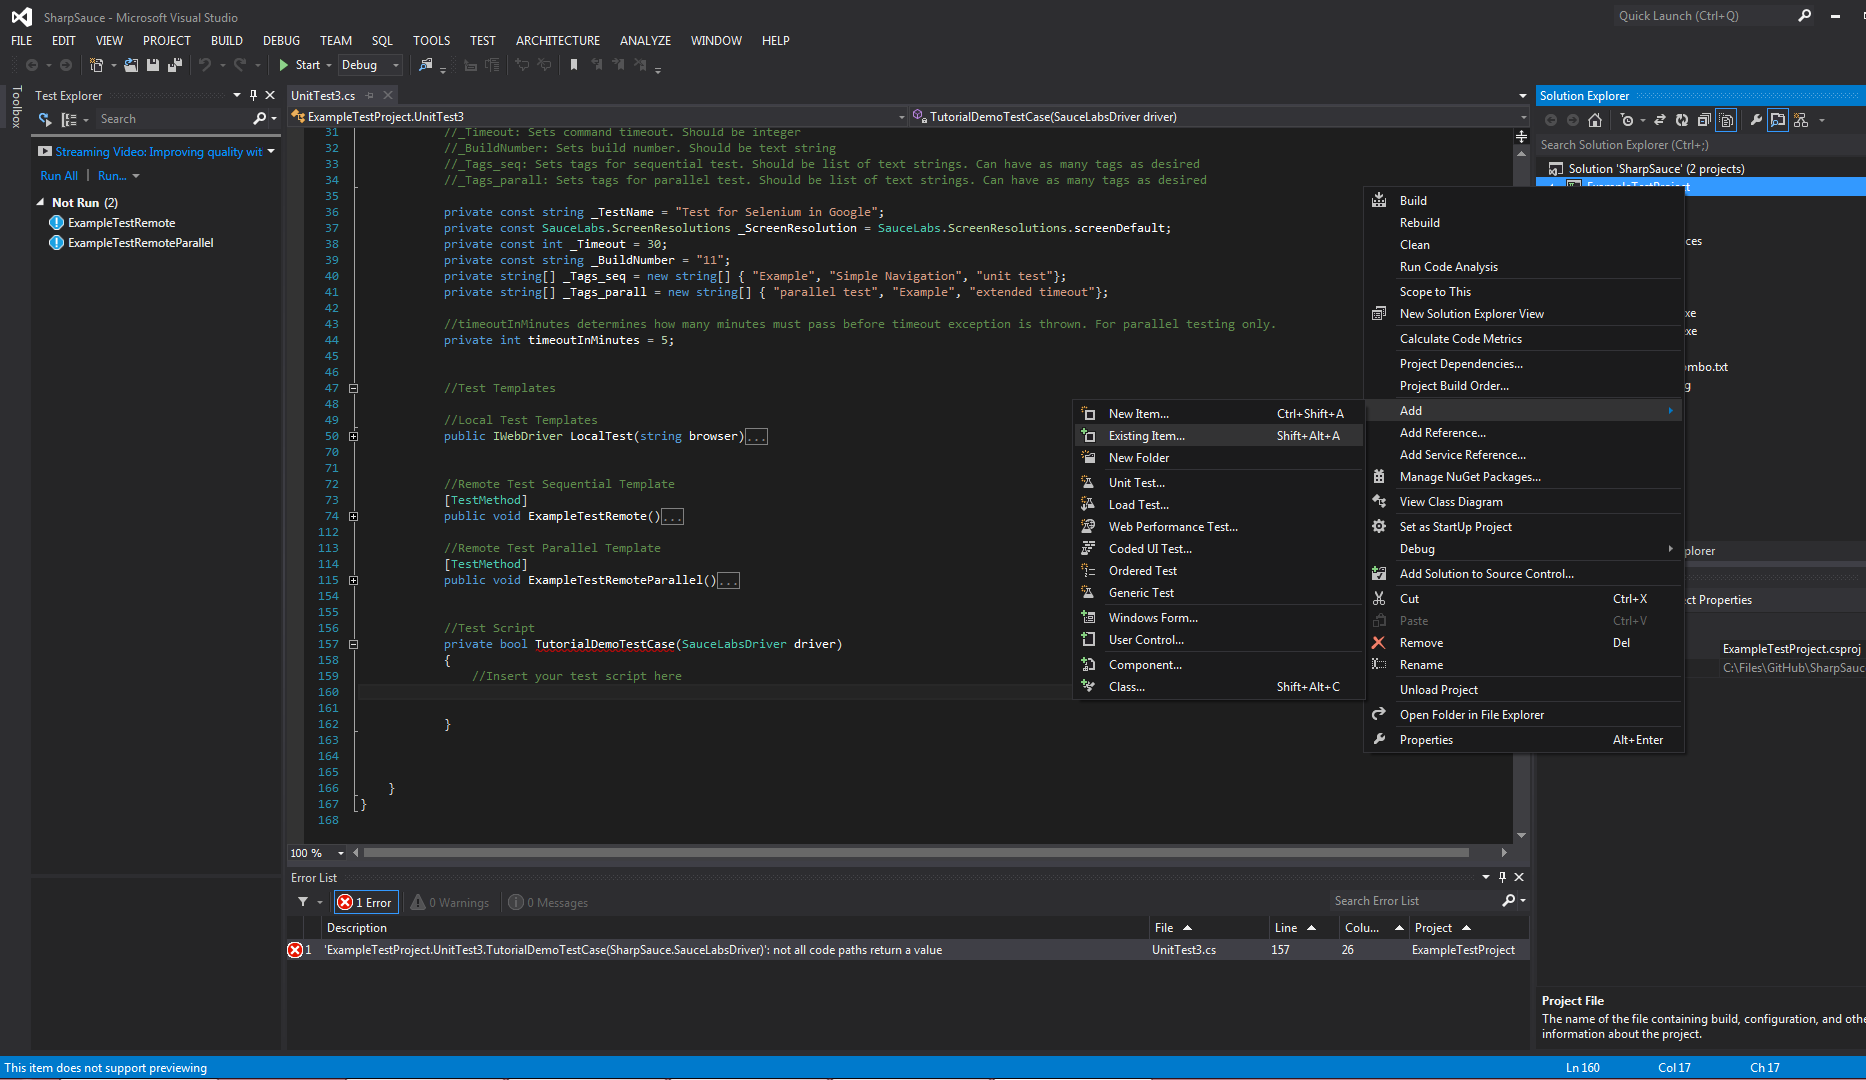 SharpSauce - Microsoft Visual Studio
Quick Launch (Ctrl+Q)
FILE EDIT VIEW PROJECT BUILD DEBUG TEAM SQL TOOLS TEST ARCHITECTURE ANALYZE WINDOW HELP
Start Debug
Toolbox
Test Explorer
Search
Streaming Video: Improving quality wit
Run All | Run...
Not Run (2)
ExampleTestRemote
ExampleTestRemoteParallel
UnitTest3.cs
ExampleTestProject.UnitTest3
TutorialDemoTestCase(SauceLabsDriver driver)
31 //_Timeout: Sets command timeout. Should be integer
32 //_BuildNumber: Sets build number. Should be text string
33 //_Tags_seq: Sets tags for sequential test. Should be list of text strings. Can have as many tags as desired
34 //_Tags_parall: Sets tags for parallel test. Should be list of text strings. Can have as many tags as desired
35
36 private const string _TestName = "Test for Selenium in Google";
37 private const SauceLabs.ScreenResolutions _ScreenResolution = SauceLabs.ScreenResolutions.screenDefault;
38 private const int _Timeout = 30;
39 private const string _BuildNumber = "11";
40 private string[] _Tags_seq = new string[] { "Example", "Simple Navigation", "unit test"};
41 private string[] _Tags_parall = new string[] { "parallel test", "Example", "extended timeout"};
42
43 //timeoutInMinutes determines how many minutes must pass before timeout exception is thrown. For parallel testing only.
44 private int timeoutInMinutes = 5;
45
46
47 //Test Templates
48
49 //Local Test Templates
50 public IWebDriver LocalTest(string browser)...
70
71
72 //Remote Test Sequential Template
73 [TestMethod]
74 public void ExampleTestRemote()...
112
113 //Remote Test Parallel Template
114 [TestMethod]
115 public void ExampleTestRemoteParallel()...
154
155
156 //Test Script
157 private bool TutorialDemoTestCase(SauceLabsDriver driver)
158 {
159 //Insert your test script here
160
161
162 }
163
164
165
166 }
167 }
168
100 %
New Item... Ctrl+Shift+A
Existing Item... Shift+Alt+A
New Folder
Unit Test...
Load Test...
Web Performance Test...
Coded UI Test...
Ordered Test
Generic Test
Windows Form...
User Control...
Component...
Class... Shift+Alt+C
Build
Rebuild
Clean
Run Code Analysis
Scope to This
New Solution Explorer View
Calculate Code Metrics
Project Dependencies...
Project Build Order...
Add
Add Reference...
Add Service Reference...
Manage NuGet Packages...
View Class Diagram
Set as StartUp Project
Debug
Add Solution to Source Control...
Cut Ctrl+X
Paste Ctrl+V
Remove Del
Rename
Unload Project
Open Folder in File Explorer
Properties Alt+Enter
Solution Explorer
Search Solution Explorer (Ctrl+;)
Solution 'SharpSauce' (2 projects)
ces
xe
xe
mbo.txt
g
plorer
ct Properties
ExampleTestProject.csproj
C:\Files\GitHub\SharpSauc
Project File
The name of the file containing build, configuration, and othe
information about the project.
Error List
1 Error 0 Warnings 0 Messages
Search Error List
Description File Line Colu... Project
1 'ExampleTestProject.UnitTest3.TutorialDemoTestCase(SharpSauce.SauceLabsDriver)': not all code paths return a value UnitTest3.cs 157 26 ExampleTestProject
This item does not support previewing
Ln 160 Col 17 Ch 17